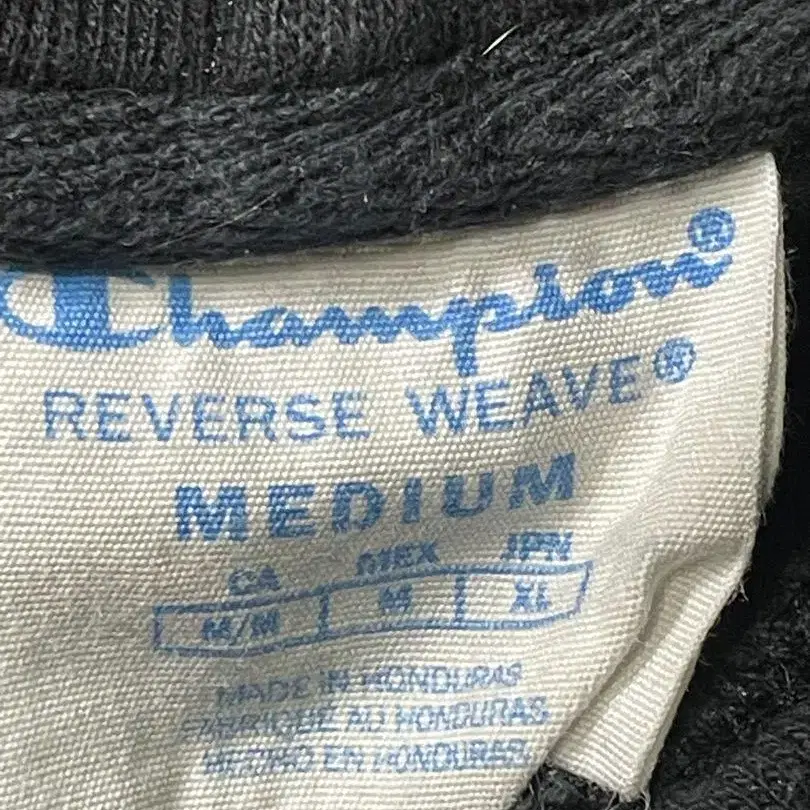 Champion®
REVERSE WEAVE®
MEDIUM
CA MEX JPN
M/M M XL
MADE IN HONDURAS
FABRIQUÉ AU HONDURAS
HECHO EN HONDURAS